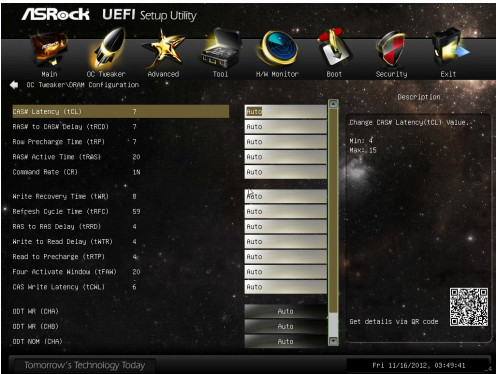 ASRock UEFI Setup Utility
Main OC Tweaker Advanced Tool H/W Monitor Boot Security Exit
OC Tweaker\DRAM Configuration
Description
CAS# Latency (tCL) 7 Auto
Change CAS# Latency(tCL) Value.
RAS# to CAS# Delay (tRCD) 7 Auto
Row Precharge Time (tRP) 7 Auto
Min: 4
Max: 15
RAS# Active Time (tRAS) 20 Auto
Command Rate (CR) 1N Auto
Write Recovery Time (tWR) 8 Auto
Refresh Cycle Time (tRFC) 59 Auto
RAS to RAS Delay (tRRD) 4 Auto
Write to Read Delay (tWTR) 4 Auto
Read to Precharge (tRTP) 4 Auto
Four Activate Window (tFAW) 20 Auto
CAS Write Latency (tCWL) 6 Auto
ODT WR (CHA) Auto
ODT WR (CHB) Auto
Get details via QR code
ODT NOM (CHA) Auto
Tomorrow's Technology Today
Fri 11/16/2012, 03:49:41